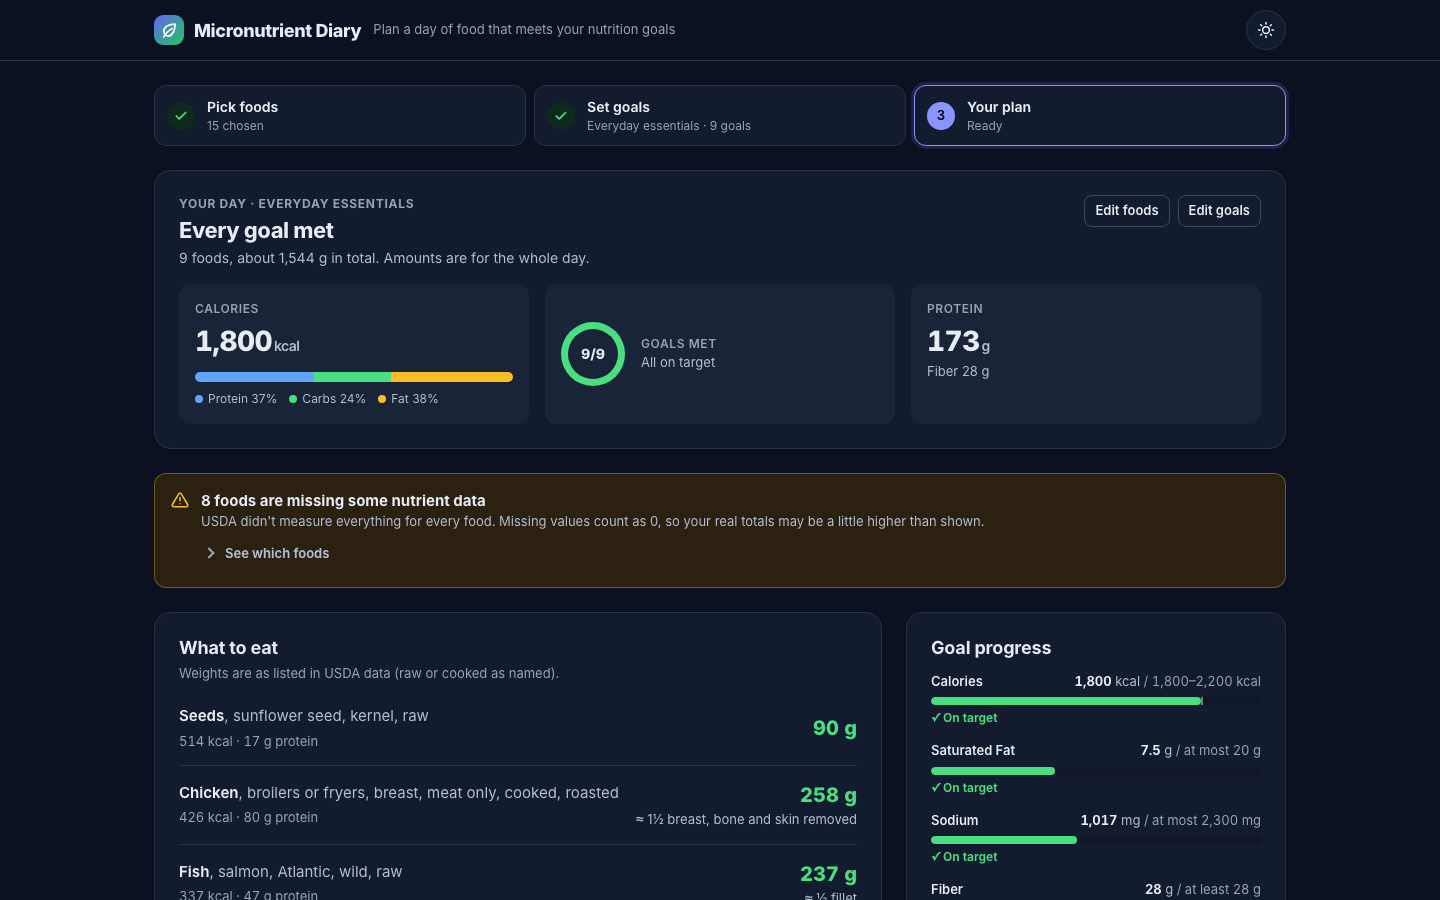 Micronutrient Diary
Plan a day of food that meets your nutrition goals
Pick foods
15 chosen
Set goals
Everyday essentials · 9 goals
3
Your plan
Ready
YOUR DAY · EVERYDAY ESSENTIALS
Every goal met
9 foods, about 1,544 g in total. Amounts are for the whole day.
Edit foods
Edit goals
CALORIES
1,800 kcal
Protein 37% Carbs 24% Fat 38%
9/9
GOALS MET
All on target
PROTEIN
173 g
Fiber 28 g
8 foods are missing some nutrient data
USDA didn't measure everything for every food. Missing values count as 0, so your real totals may be a little higher than shown.
See which foods
What to eat
Weights are as listed in USDA data (raw or cooked as named).
Seeds, sunflower seed, kernel, raw
90 g
514 kcal · 17 g protein
Chicken, broilers or fryers, breast, meat only, cooked, roasted
258 g
426 kcal · 80 g protein
≈ 1½ breast, bone and skin removed
Fish, salmon, Atlantic, wild, raw
237 g
337 kcal · 47 g protein
≈ ½ fillet
Goal progress
Calories
1,800 kcal / 1,800–2,200 kcal
✓ On target
Saturated Fat
7.5 g / at most 20 g
✓ On target
Sodium
1,017 mg / at most 2,300 mg
✓ On target
Fiber
28 g / at least 28 g